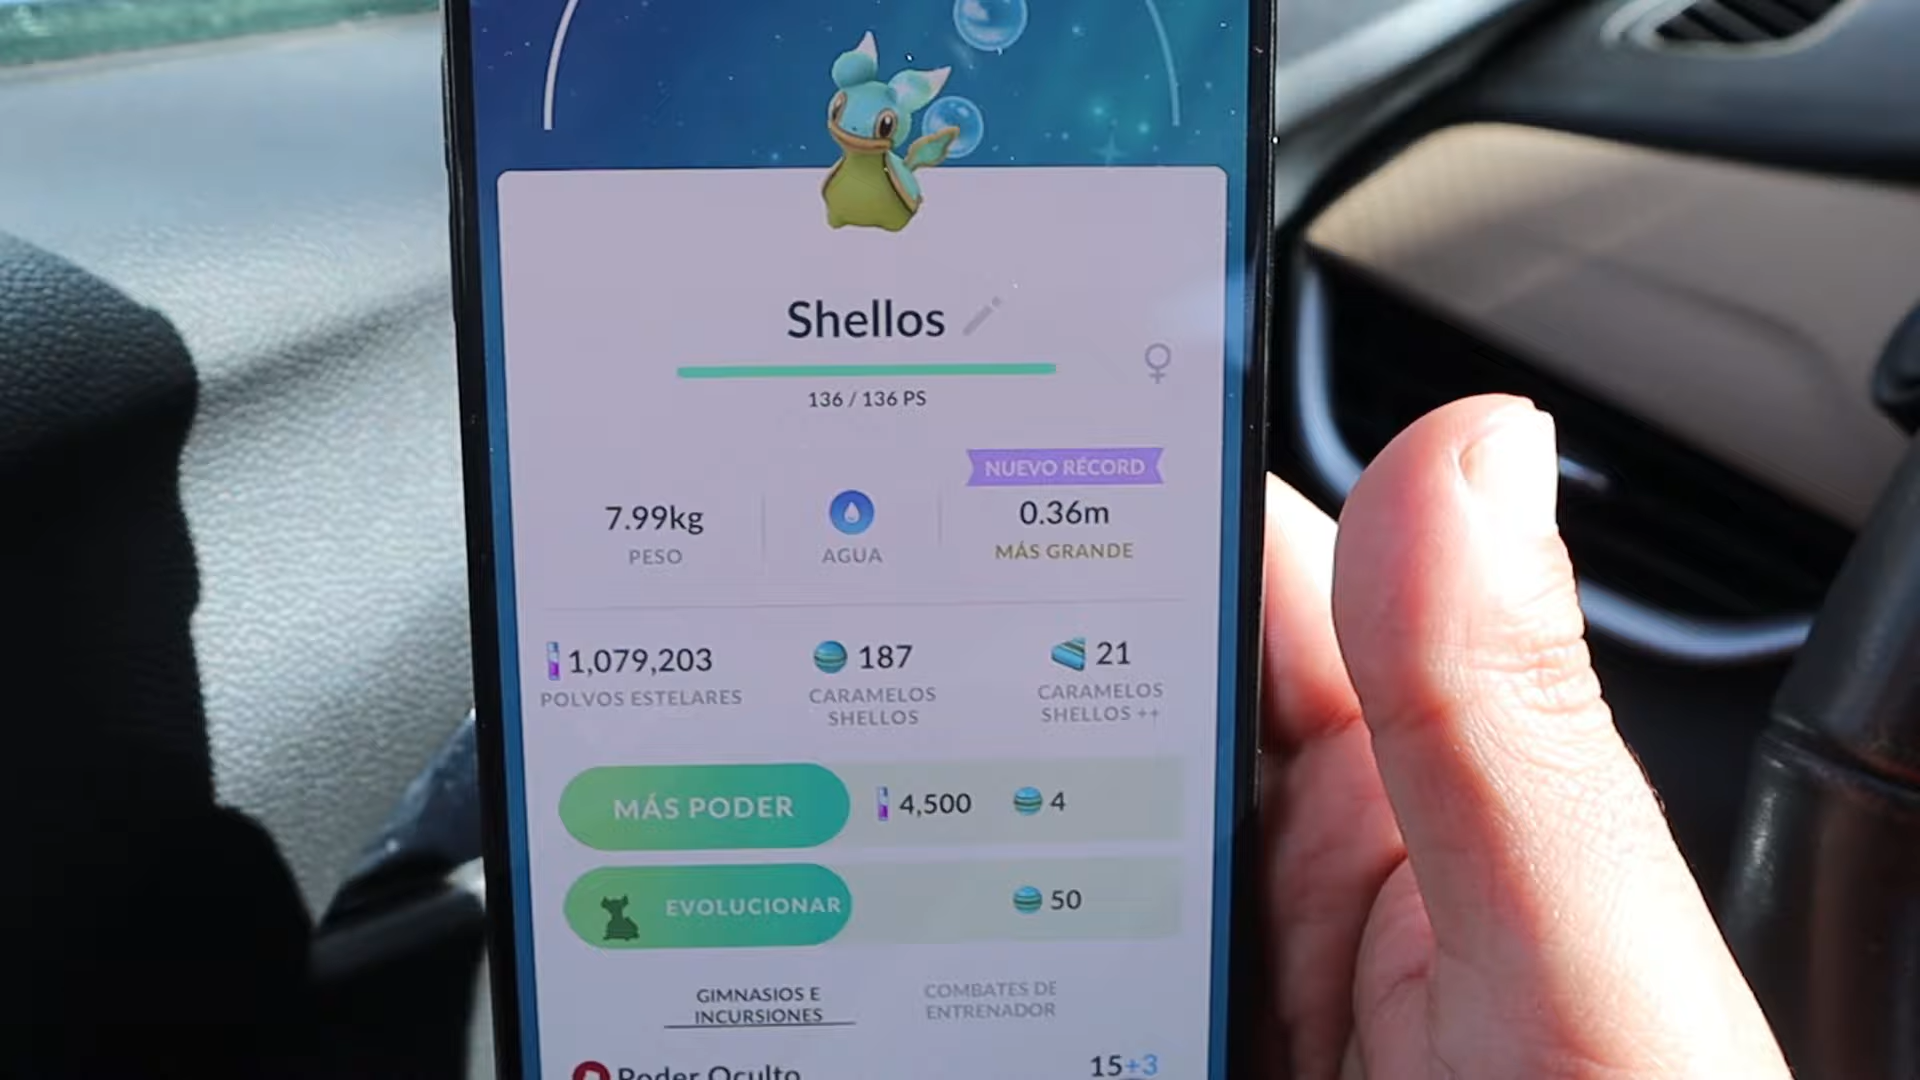 Shellos
136 / 136 PS
NUEVO RÉCORD
7.99kg
0.36m
PESO
AGUA
MÁS GRANDE
1,079,203
187
21
POLVOS ESTELARES
CARAMELOS
SHELLOS
CARAMELOS
SHELLOS ++
MÁS PODER
4,500
4
EVOLUCIONAR
50
GIMNASIOS E
INCURSIONES
COMBATES DE
ENTRENADOR
Poder Oculto
15+3